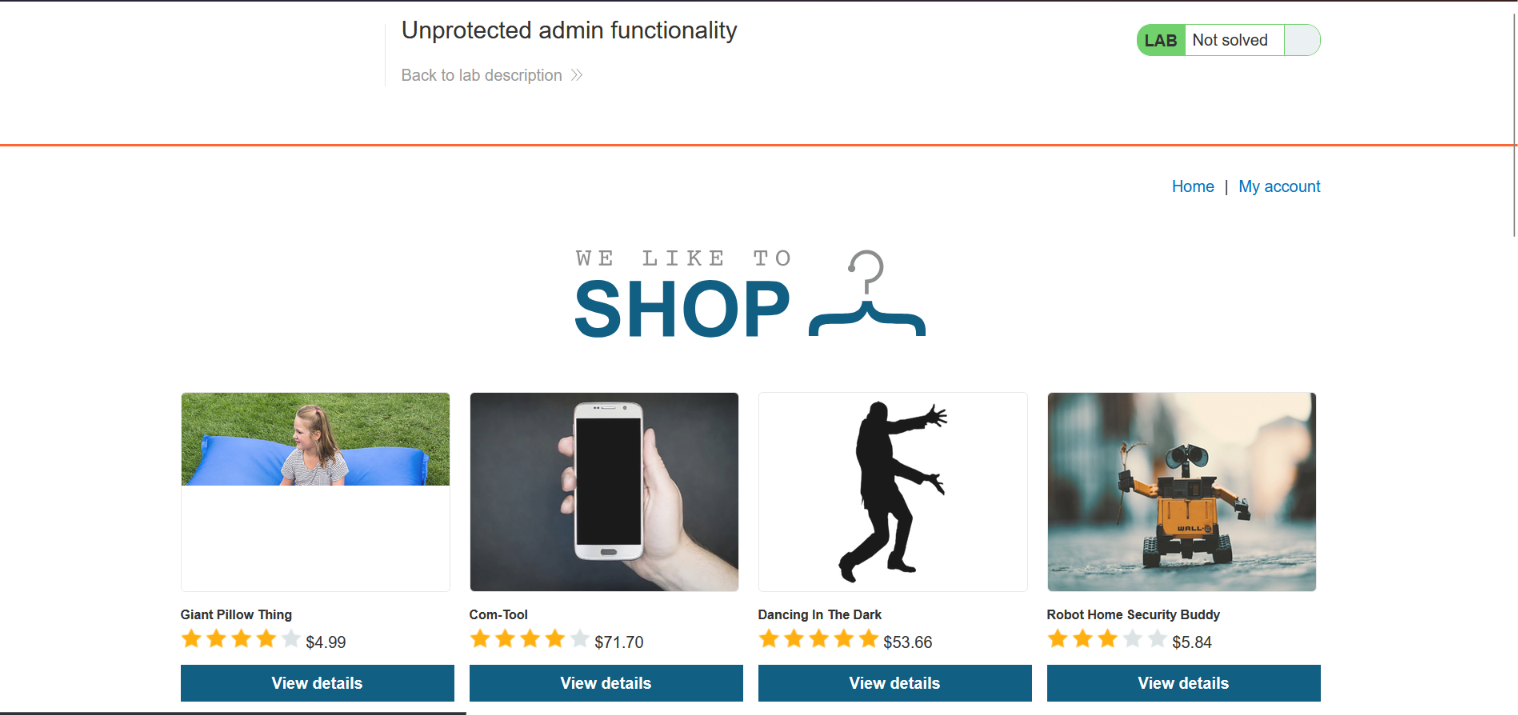 Unprotected admin functionality
LAB Not solved
Back to lab description
Home | My account
WE LIKE TO
SHOP
WALL-E
Giant Pillow Thing
$4.99
View details
Com-Tool
$71.70
View details
Dancing In The Dark
$53.66
View details
Robot Home Security Buddy
$5.84
View details